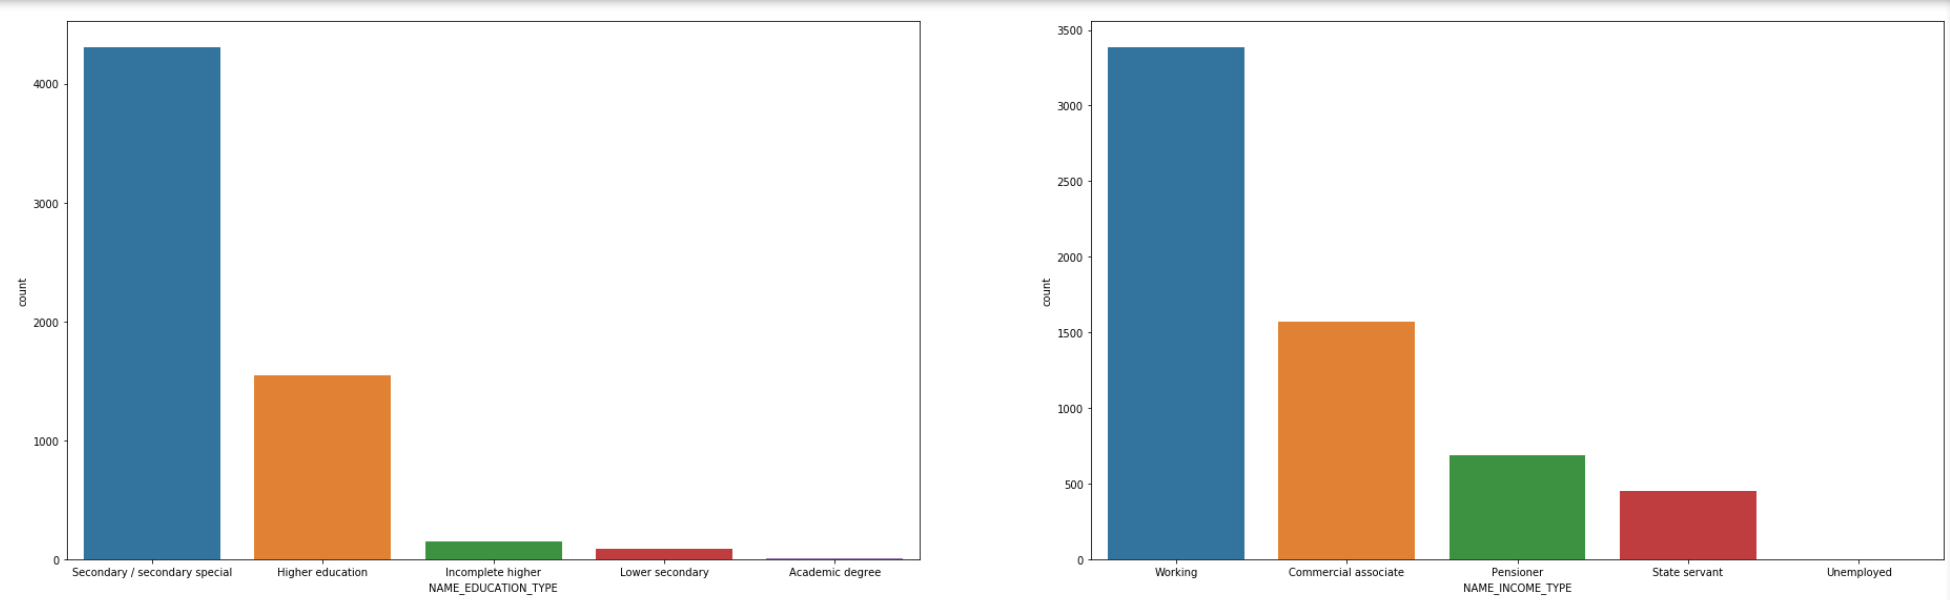 4000
3000
2000
1000
0
count
Secondary / secondary special Higher education Incomplete higher Lower secondary Academic degree
NAME_EDUCATION_TYPE
3500
3000
2500
2000
1500
1000
500
0
count
Working Commercial associate Pensioner State servant Unemployed
NAME_INCOME_TYPE